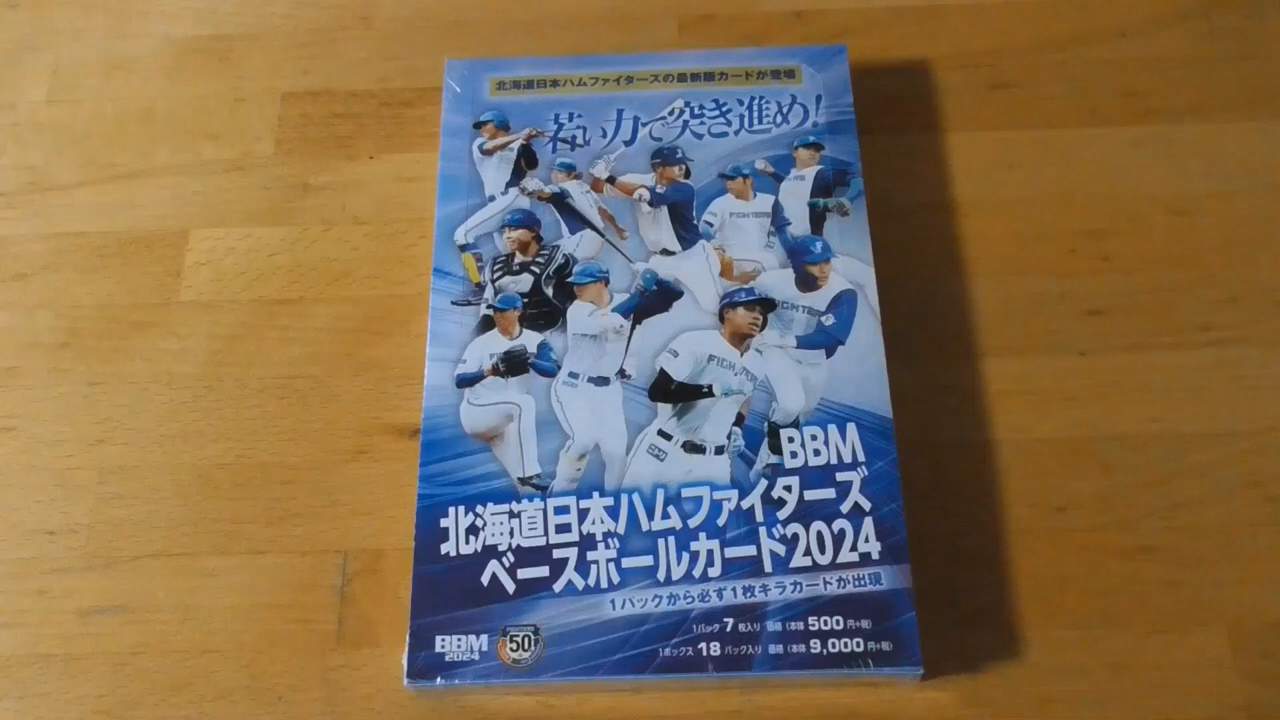 北海道日本ハムファイターズの最新版カードが登場
若い力で突き進め!
FIGHTERS
FIGHTERS
FIGHTERS
BBM
北海道日本ハムファイターズ
ベースボールカード2024
1パックから必ず1枚キラカードが出現
1パック 7 枚入り 価格（本体 500 円+税）
1ボックス 18 パック入り 価格（本体 9,000 円+税）
BBM
2024
FIGHTERS
50